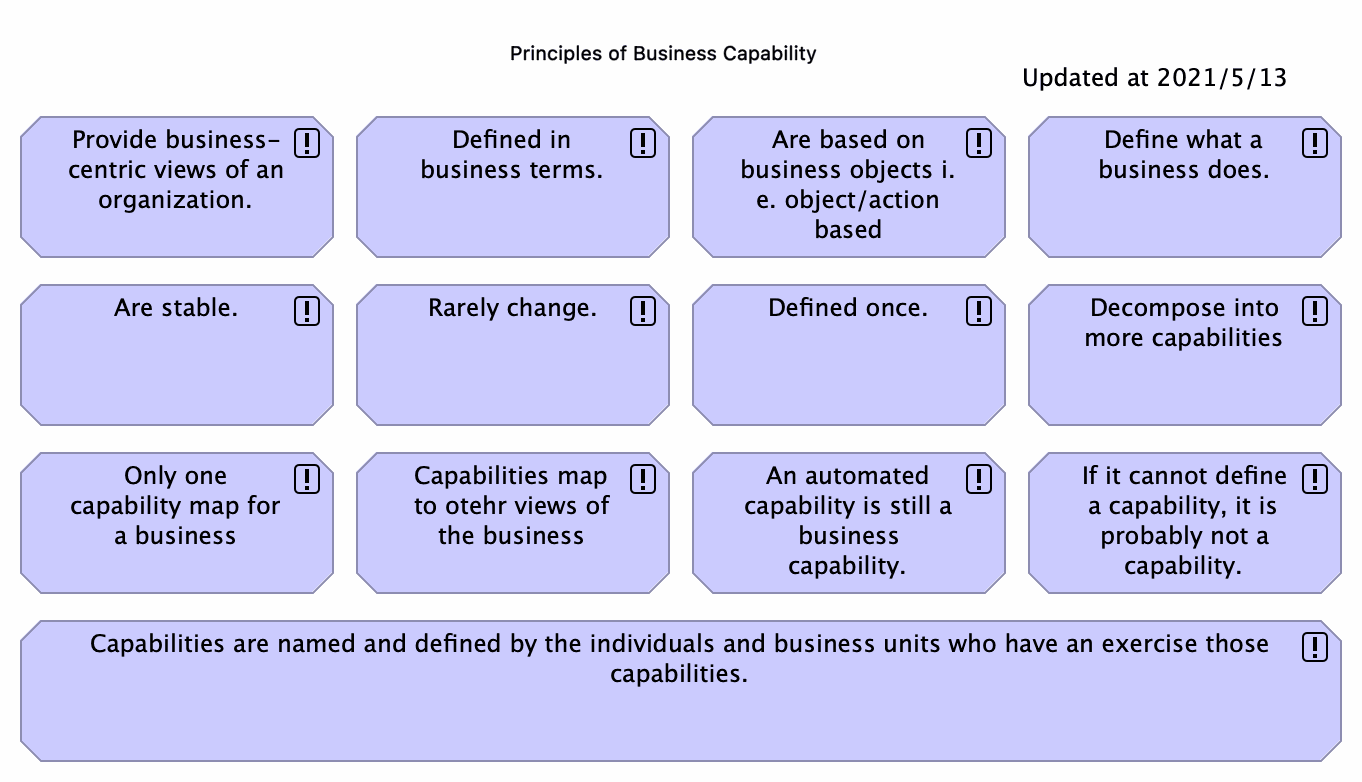 Principles of Business Capability
Updated at 2021/5/13
Provide business-
centric views of an
organization.
Defined in
business terms.
Are based on
business objects i.
e. object/action
based
Define what a
business does.
Are stable.
Rarely change.
Defined once.
Decompose into
more capabilities
Only one
capability map for
a business
Capabilities map
to otehr views of
the business
An automated
capability is still a
business
capability.
If it cannot define
a capability, it is
probably not a
capability.
Capabilities are named and defined by the individuals and business units who have an exercise those
capabilities.